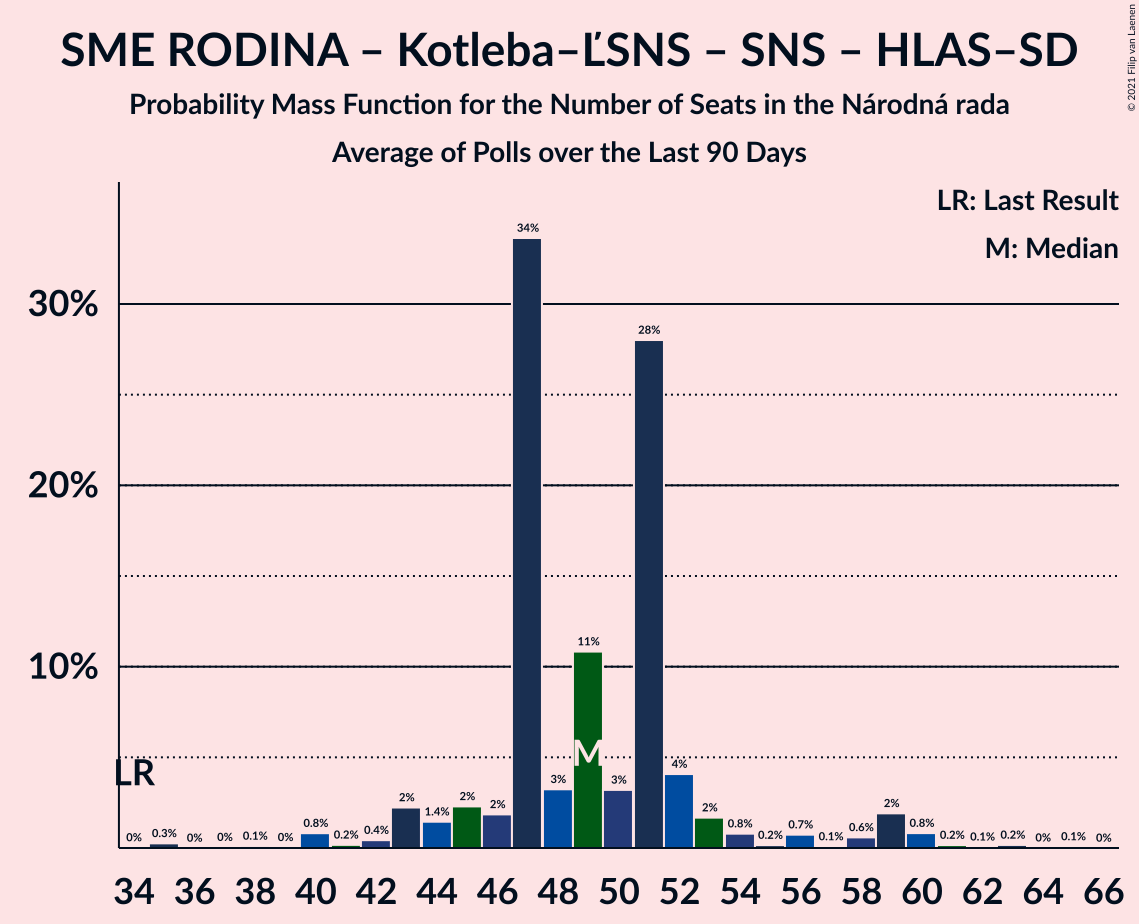 SME RODINA – Kotleba–ĽSNS – SNS – HLAS–SD
Probability Mass Function for the Number of Seats in the Národná rada
Average of Polls over the Last 90 Days
© 2021 Filip van Laenen
LR: Last Result
M: Median
30%
20%
10%
LR
M
0% 0.3% 0% 0% 0.1% 0% 0.8% 0.2% 0.4% 2% 1.4% 2% 2% 34% 3% 11% 3% 28% 4% 2% 0.8% 0.2% 0.7% 0.1% 0.6% 2% 0.8% 0.2% 0.1% 0.2% 0% 0.1% 0%
34 36 38 40 42 44 46 48 50 52 54 56 58 60 62 64 66